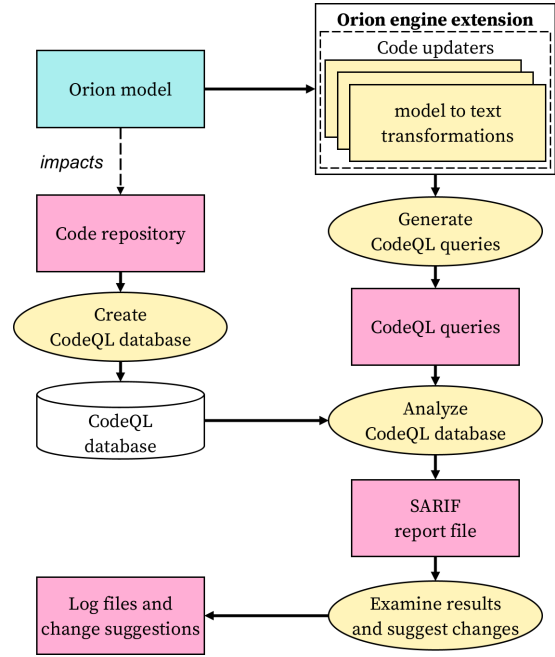 Orion engine extension
Code updaters
model to text
transformations
Orion model
impacts
Code repository
Generate
CodeQL queries
Create
CodeQL database
CodeQL queries
CodeQL
database
Analyze
CodeQL database
SARIF
report file
Examine results
and suggest changes
Log files and
change suggestions